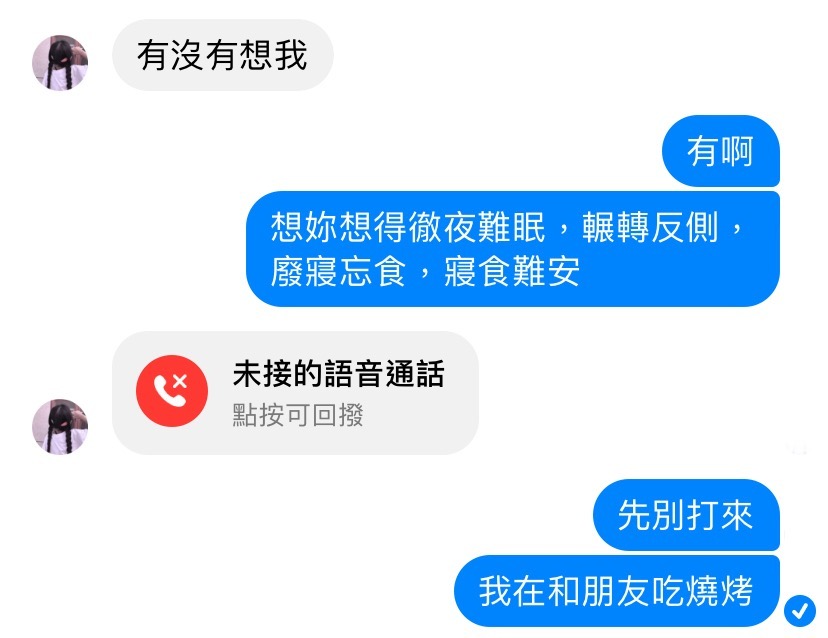 有沒有想我
有啊
想妳想得徹夜難眠，輾轉反側，
廢寢忘食，寢食難安
未接的語音通話
點按可回撥
先別打來
我在和朋友吃燒烤